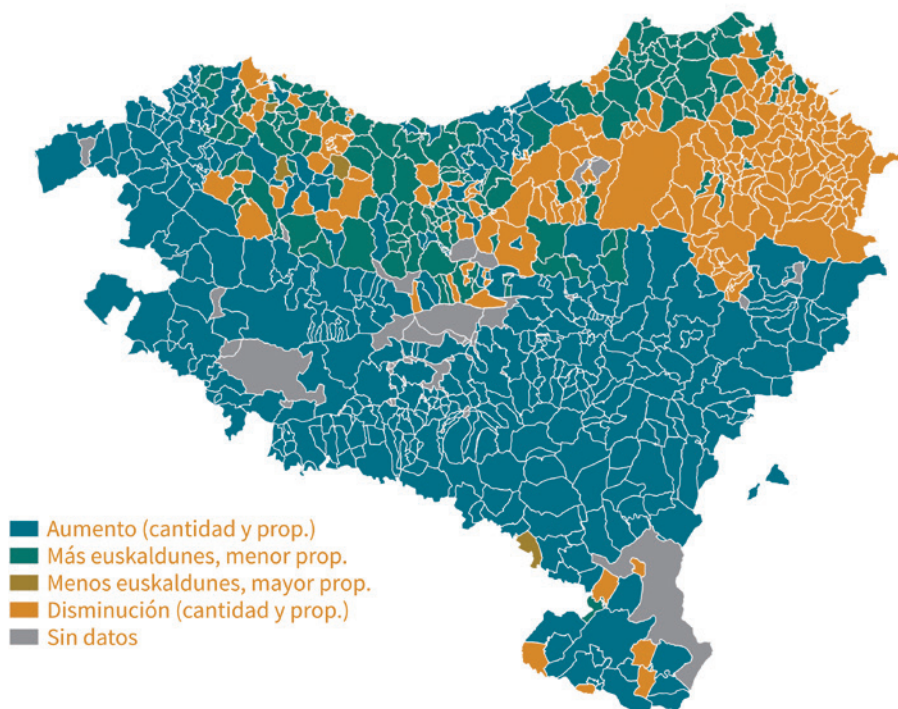 Aumento (cantidad y prop.)
Más euskaldunes, menor prop.
Menos euskaldunes, mayor prop.
Disminución (cantidad y prop.)
Sin datos